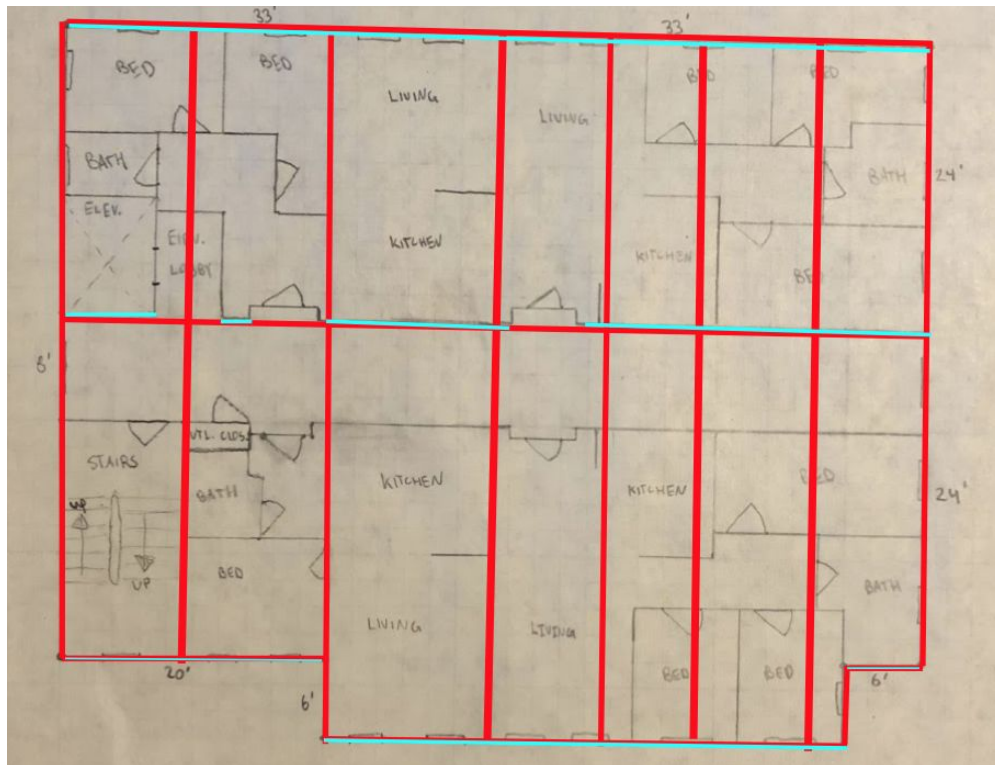 33'
33'
BED
BED
LIVING
LIVING
BED
BED
BATH
BATH
24'
ELEV.
ELEV.
LOBBY
KITCHEN
KITCHEN
BED
8'
UTL. CLOS.
STAIRS
KITCHEN
KITCHEN
BED
BATH
24'
UP
UP
BED
BATH
LIVING
LIVING
BED
BED
20'
6'
6'